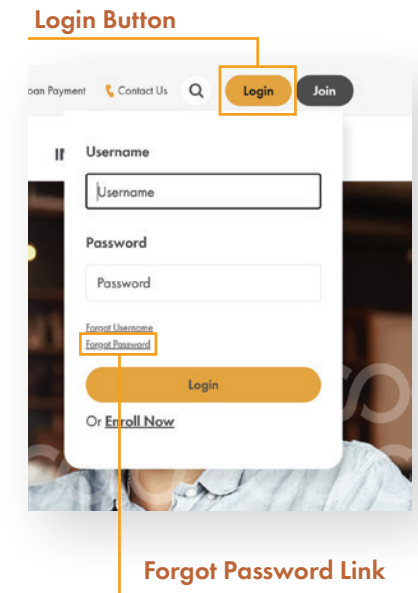 Login Button
oan Payment Contact Us Login Join
Username
Username
Password
Password
Forgot Username
Forgot Password
Login
Or Enroll Now
Forgot Password Link